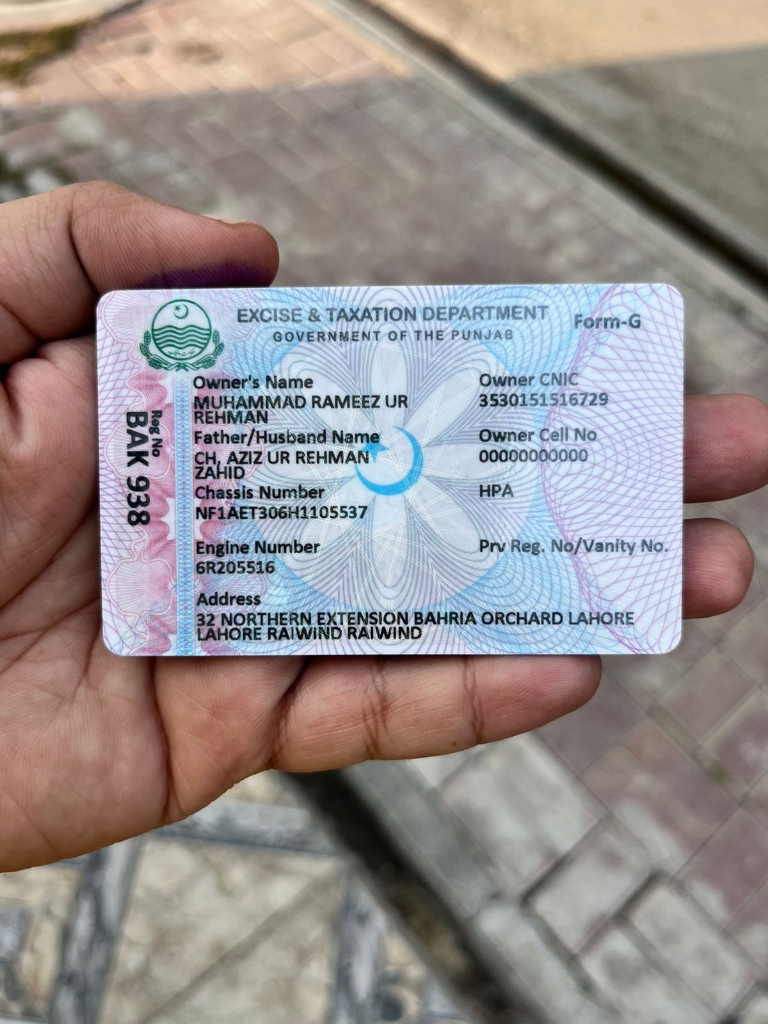 EXCISE & TAXATION DEPARTMENT
GOVERNMENT OF THE PUNJAB
Form-G
Reg No
BAK 938
Owner's Name
MUHAMMAD RAMEEZ UR
REHMAN
Owner CNIC
3530151516729
Father/Husband Name
CH, AZIZ UR REHMAN
ZAHID
Owner Cell No
00000000000
Chassis Number
NF1AET306H1105537
HPA
Engine Number
6R205516
Prv Reg. No/Vanity No.
Address
32 NORTHERN EXTENSION BAHRIA ORCHARD LAHORE
LAHORE RAIWIND RAIWIND